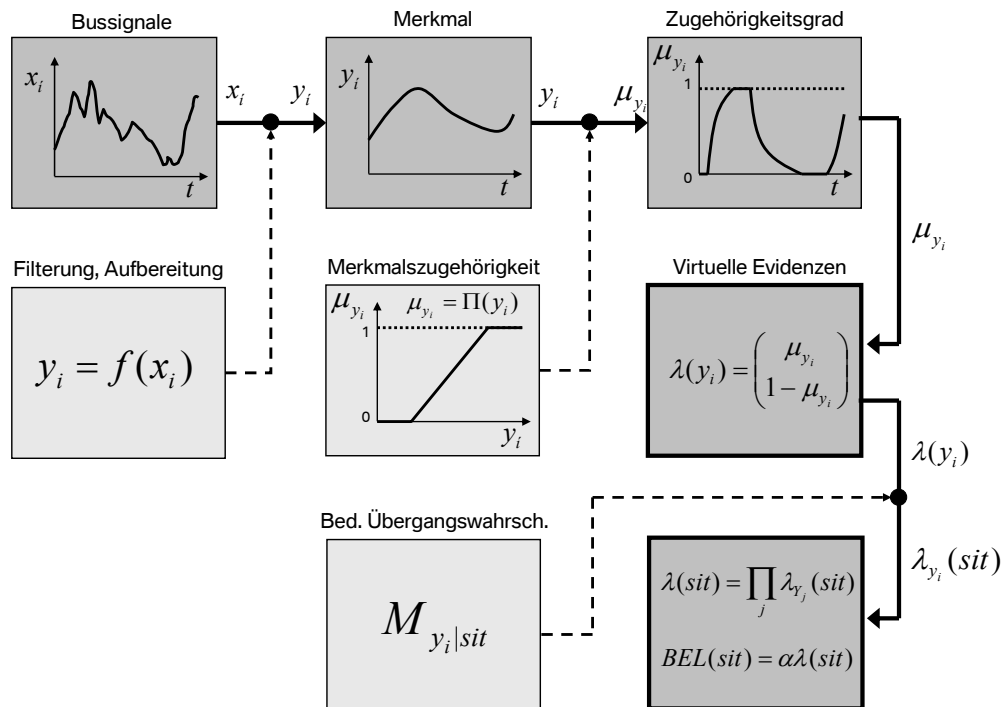 Bussignale
Merkmal
Zugehörigkeitsgrad
x_i
t
x_i
y_i
y_i
t
y_i
μ_{y_i}
μ_{y_i}
1
0
t
μ_{y_i}
Filterung, Aufbereitung
y_i = f(x_i)
Merkmalszugehörigkeit
μ_{y_i}
μ_{y_i} = Π(y_i)
1
0
y_i
Virtuelle Evidenzen
λ(y_i) = (μ_{y_i}
1 − μ_{y_i})
λ(y_i)
Bed. Übergangswahrsch.
M_{y_i|sit}
λ_{y_i}(sit)
λ(sit) = ∏_j λ_{Y_j}(sit)
BEL(sit) = αλ(sit)